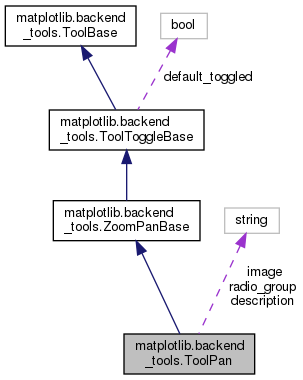 matplotlib.backend
_tools.ToolBase
bool
default_toggled
matplotlib.backend
_tools.ToolToggleBase
matplotlib.backend
_tools.ZoomPanBase
string
image
radio_group
description
matplotlib.backend
_tools.ToolPan